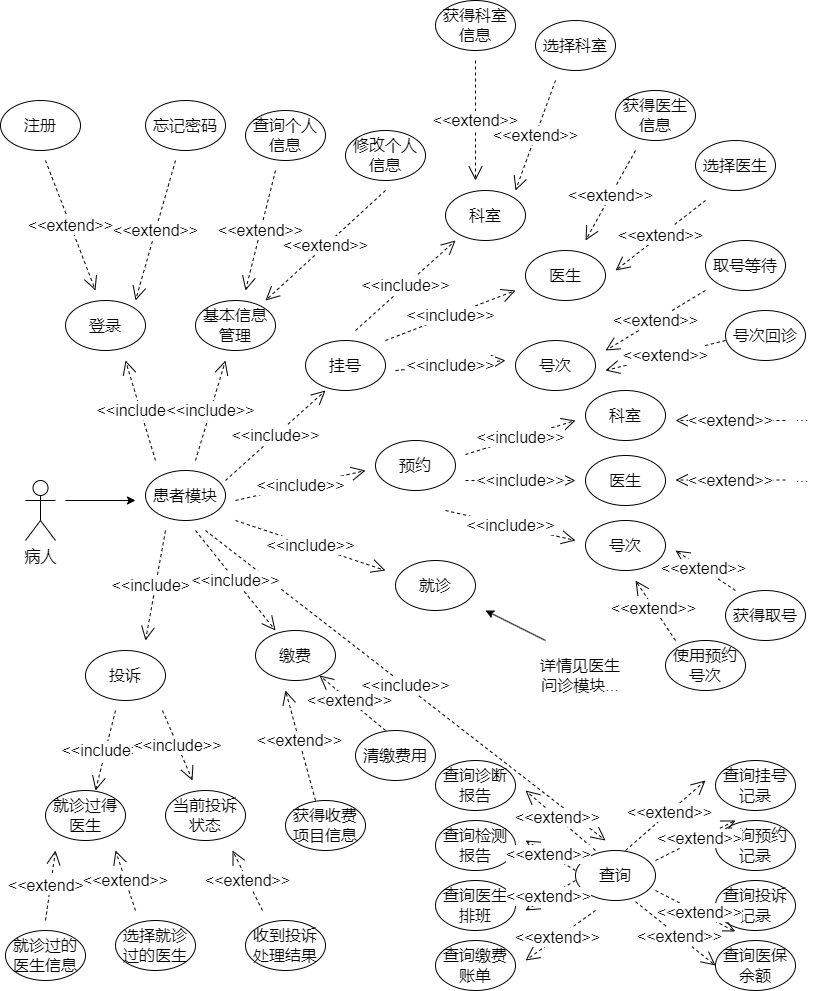 获得科室
信息
选择科室
<<extend>>
<<extend>>
获得医生
信息
选择医生
注册
忘记密码
查询个人
信息
修改个人
信息
<<extend>>
<<extend>>
<<extend>>
<<extend>>
科室
<<extend>>
<<extend>>
<<include>>
医生
取号等待
<<include>>
<<extend>>
号次回诊
<<extend>>
登录
基本信息
管理
挂号
<<include>>
号次
<<include
<<include>>
<<include>>
科室
<<extend>>
...
<<include>>
预约
<<include>>
<<include>>
医生
<<extend>>
...
患者模块
病人
<<include>>
<<include>>
号次
<<extend>>
<<extend>>
获得取号
使用预约
号次
就诊
详情见医生
问诊模块...
<<include>
<<include>>
<<include>>
投诉
缴费
<<extend>>
<<extend>>
清缴费用
获得收费
项目信息
<<include
<<include>>
就诊过得
医生
当前投诉
状态
<<extend>
<<extend>>
<<extend>>
就诊过的
医生信息
选择就诊
过的医生
收到投诉
处理结果
查询诊断
报告
<<extend>>
查询检测
报告
<<extend>>
查询医生
排班
<<extend>>
查询缴费
账单
<<extend>>
查询
<<extend>>
查询挂号
记录
<<extend>>
询预约
记录
<<extend>>
查询投诉
记录
<<extend>>
查询医保
余额